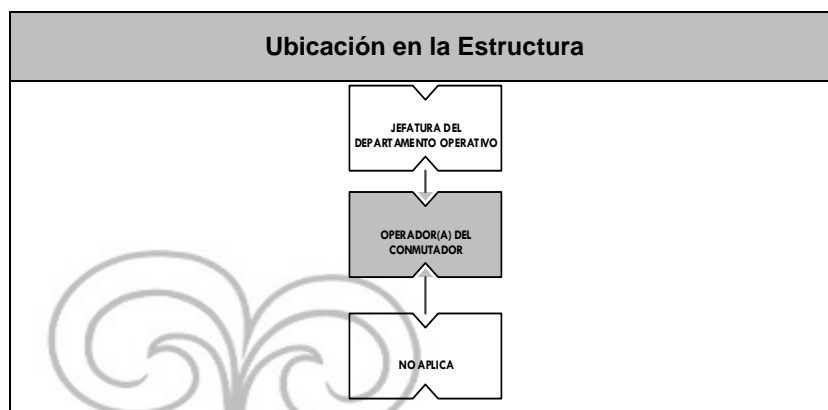 Ubicación en la Estructura
JEFATURA DEL
DEPARTAMENTO OPERATIVO
OPERADOR(A) DEL
CONMUTADOR
NO APLICA